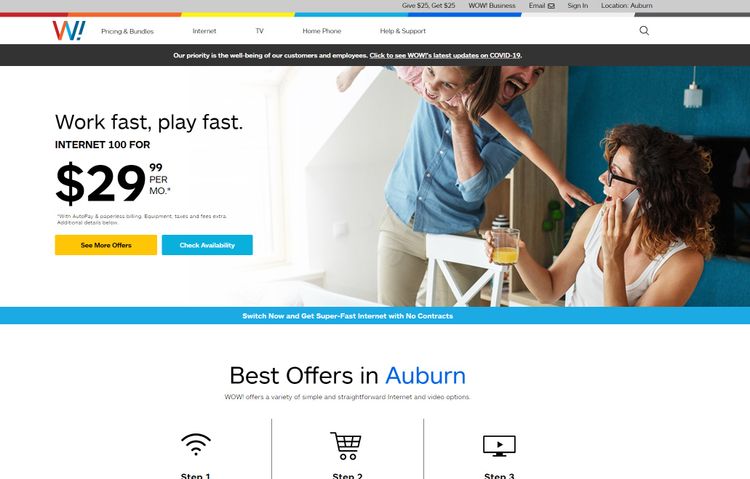 Give $25, Get $25 WOW! Business Email Sign In Location: Auburn
W! Pricing & Bundles Internet TV Home Phone Help & Support
Our priority is the well-being of our customers and employees. Click to see WOW!'s latest updates on COVID-19.
Work fast, play fast.
INTERNET 100 FOR
$29 99
PER
MO.*
*With AutoPay & paperless billing. Equipment, taxes and fees extra.
Additional details below.
See More Offers Check Availability
Switch Now and Get Super-Fast Internet with No Contracts
Best Offers in Auburn
WOW! offers a variety of simple and straightforward Internet and video options.
Step 1 Step 2 Step 3